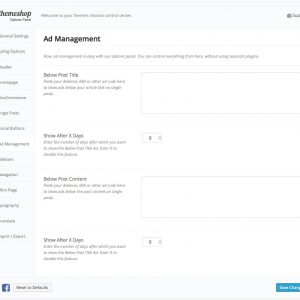 themeshop
Options Panel
Welcome to your theme's mission control center.
General Settings
Styling Options
Header
Homepage
WooCommerce
Single Posts
Social Buttons
Ad Management
Sidebars
Navigation
Typography
Translate
Import / Export
Ad Management
Now, ad management is easy with our options panel. You can control everything from here, without using separate plugins.
Below Post Title
Paste your Adsense, BSA or other ad code here
to show ads below your article title on single
posts.
Show After X Days
0
Enter the number of days after which you want
to show the Below Post Title Ad. Enter 0 to
disable this feature.
Below Post Content
Paste your Adsense, BSA or other ad code here
to show ads below the post content on single
posts.
Show After X Days
0
Enter the number of days after which you want
to show the Below Post Title Ad. Enter 0 to
disable this feature.
Reset to Defaults
Save Chang